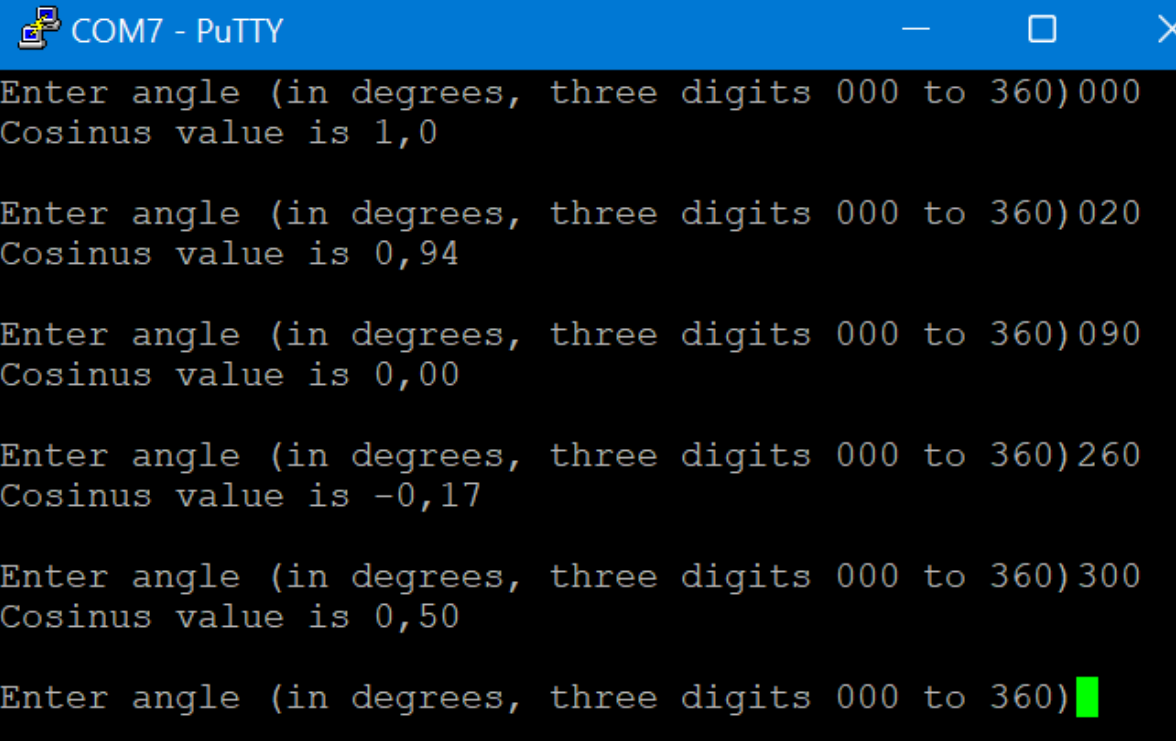 COM7 - PuTTY
Enter angle (in degrees, three digits 000 to 360)000
Cosinus value is 1,0
Enter angle (in degrees, three digits 000 to 360)020
Cosinus value is 0,94
Enter angle (in degrees, three digits 000 to 360)090
Cosinus value is 0,00
Enter angle (in degrees, three digits 000 to 360)260
Cosinus value is -0,17
Enter angle (in degrees, three digits 000 to 360)300
Cosinus value is 0,50
Enter angle (in degrees, three digits 000 to 360)